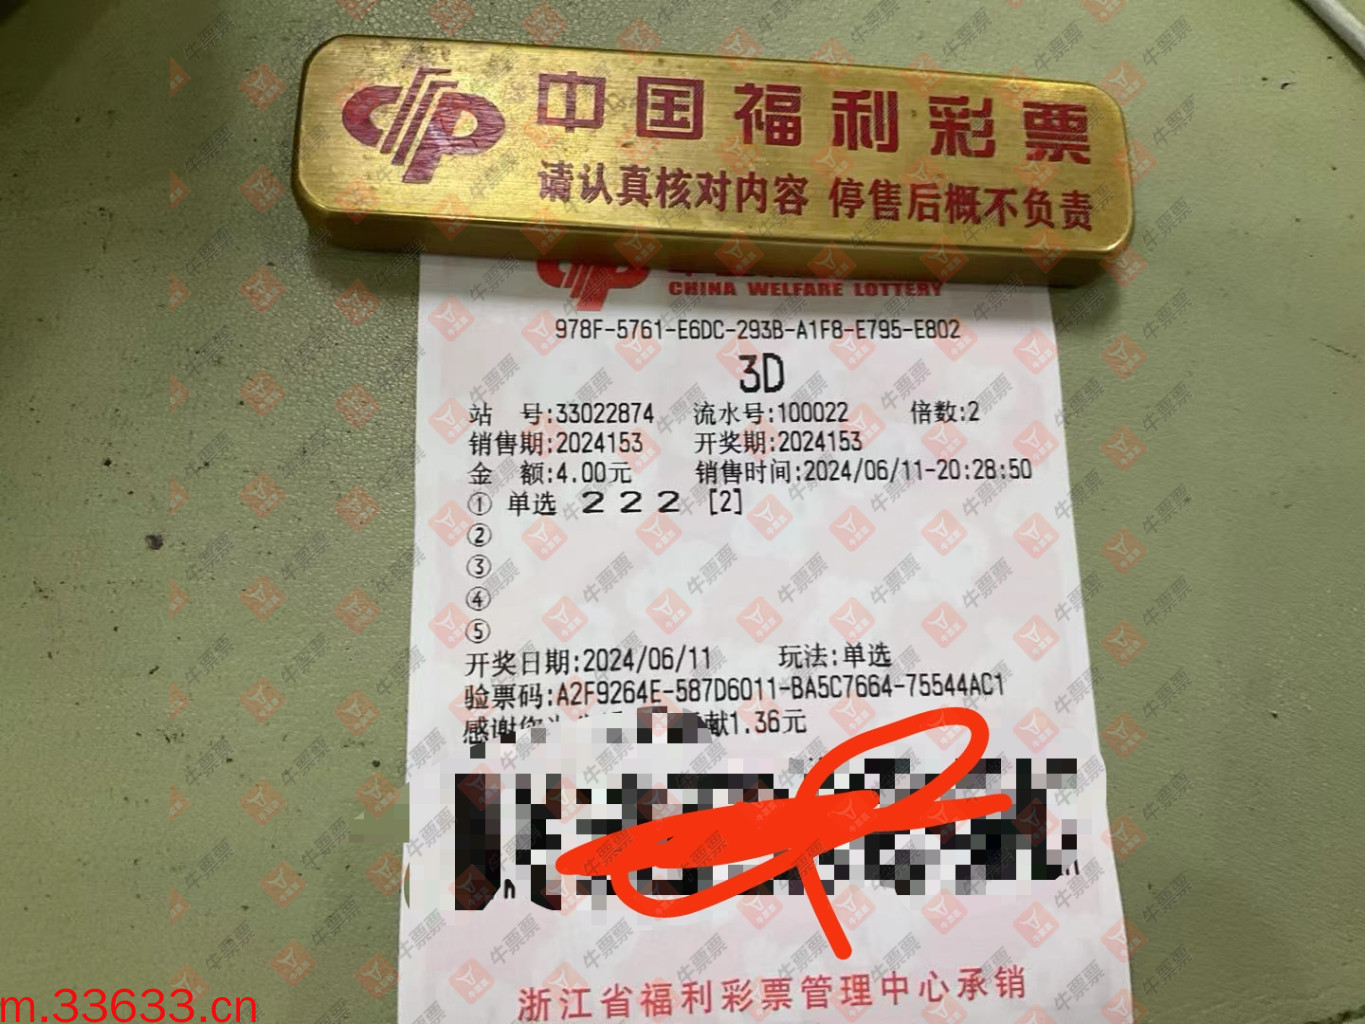 中国福利彩票
请认真核对内容 停售后概不负责
CHINA WELFARE LOTTERY
978F-5761-E6DC-293B-A1F8-E795-E802
3D
站 号:33022874 流水号:100022 倍数:2
销售期:2024153 开奖期:2024153
金 额:4.00元 销售时间:2024/06/11-20:28:50
① 单选 2 2 2 [2]
②
③
④
⑤
开奖日期:2024/06/11 玩法:单选
验票码:A2F9264E-587D6011-BA5C7664-75544AC1
感谢您 献1.36元
浙江省福利彩票管理中心承销
m.33633.cn
牛票票